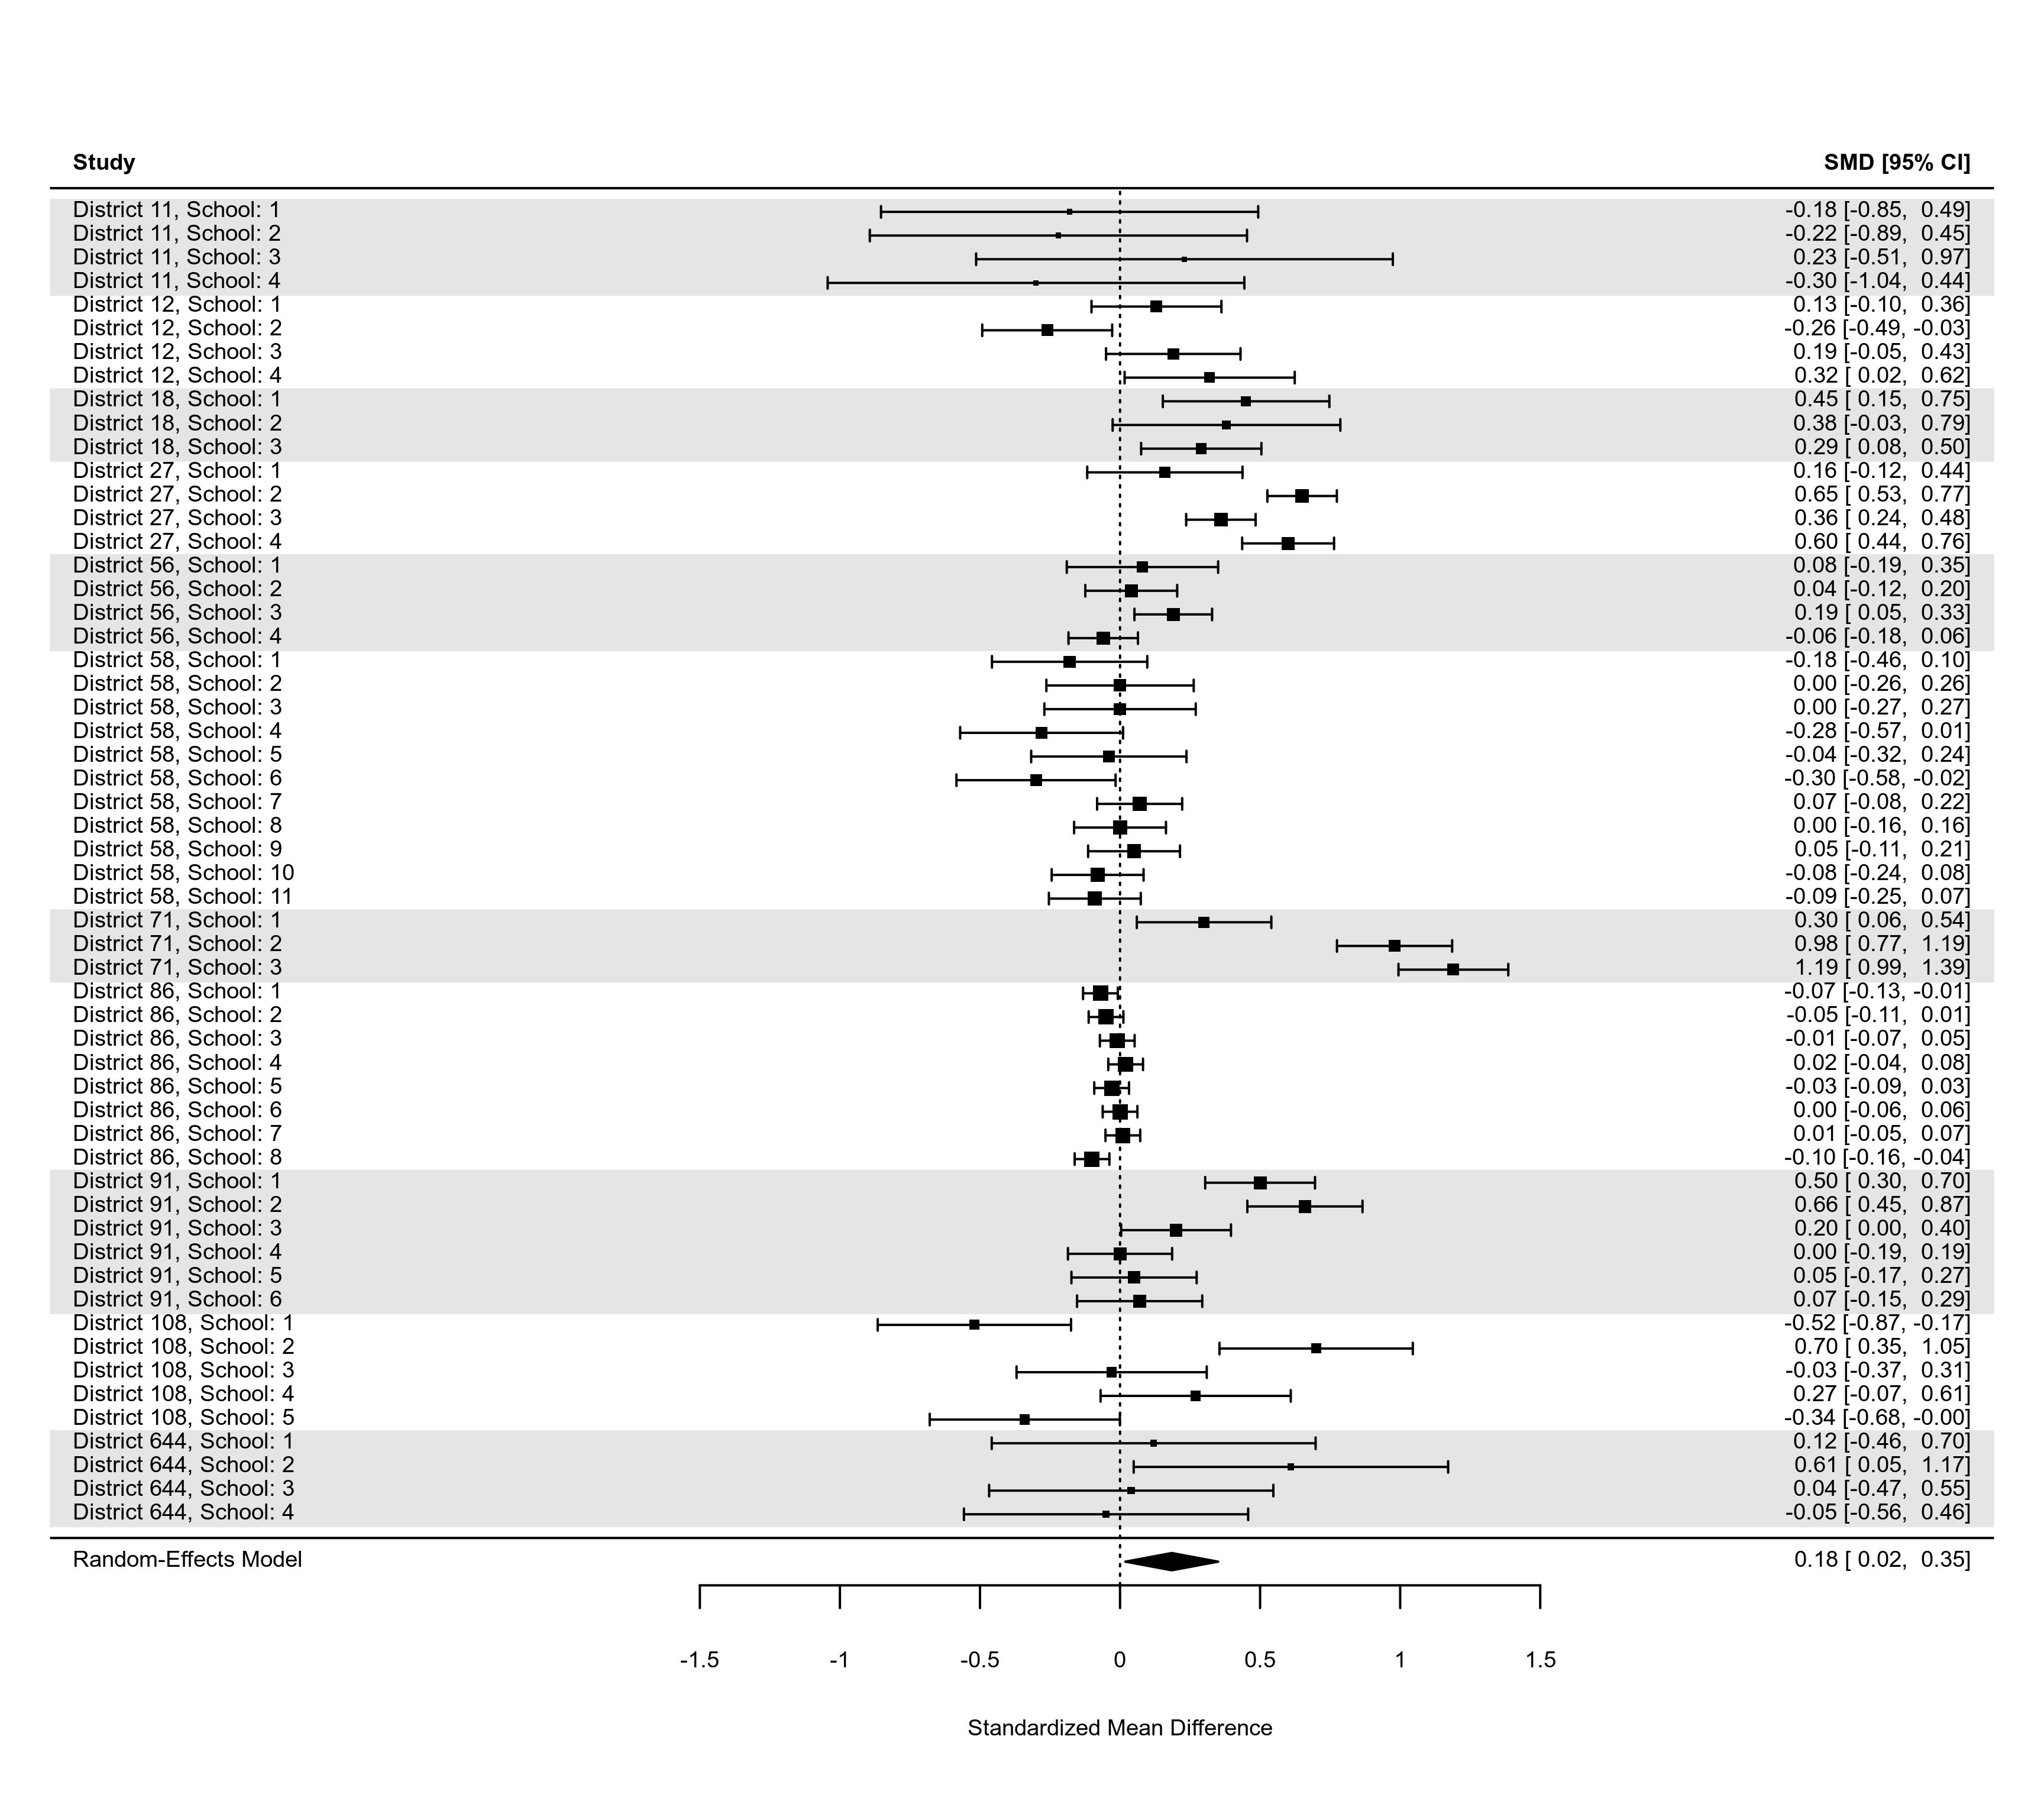 Study SMD [95% CI]
District 11, School: 1 -0.18 [-0.85, 0.49]
District 11, School: 2 -0.22 [-0.89, 0.45]
District 11, School: 3 0.23 [-0.51, 0.97]
District 11, School: 4 -0.30 [-1.04, 0.44]
District 12, School: 1 0.13 [-0.10, 0.36]
District 12, School: 2 -0.26 [-0.49, -0.03]
District 12, School: 3 0.19 [-0.05, 0.43]
District 12, School: 4 0.32 [ 0.02, 0.62]
District 18, School: 1 0.45 [ 0.15, 0.75]
District 18, School: 2 0.38 [-0.03, 0.79]
District 18, School: 3 0.29 [ 0.08, 0.50]
District 27, School: 1 0.16 [-0.12, 0.44]
District 27, School: 2 0.65 [ 0.53, 0.77]
District 27, School: 3 0.36 [ 0.24, 0.48]
District 27, School: 4 0.60 [ 0.44, 0.76]
District 56, School: 1 0.08 [-0.19, 0.35]
District 56, School: 2 0.04 [-0.12, 0.20]
District 56, School: 3 0.19 [ 0.05, 0.33]
District 56, School: 4 -0.06 [-0.18, 0.06]
District 58, School: 1 -0.18 [-0.46, 0.10]
District 58, School: 2 0.00 [-0.26, 0.26]
District 58, School: 3 0.00 [-0.27, 0.27]
District 58, School: 4 -0.28 [-0.57, 0.01]
District 58, School: 5 -0.04 [-0.32, 0.24]
District 58, School: 6 -0.30 [-0.58, -0.02]
District 58, School: 7 0.07 [-0.08, 0.22]
District 58, School: 8 0.00 [-0.16, 0.16]
District 58, School: 9 0.05 [-0.11, 0.21]
District 58, School: 10 -0.08 [-0.24, 0.08]
District 58, School: 11 -0.09 [-0.25, 0.07]
District 71, School: 1 0.30 [ 0.06, 0.54]
District 71, School: 2 0.98 [ 0.77, 1.19]
District 71, School: 3 1.19 [ 0.99, 1.39]
District 86, School: 1 -0.07 [-0.13, -0.01]
District 86, School: 2 -0.05 [-0.11, 0.01]
District 86, School: 3 -0.01 [-0.07, 0.05]
District 86, School: 4 0.02 [-0.04, 0.08]
District 86, School: 5 -0.03 [-0.09, 0.03]
District 86, School: 6 0.00 [-0.06, 0.06]
District 86, School: 7 0.01 [-0.05, 0.07]
District 86, School: 8 -0.10 [-0.16, -0.04]
District 91, School: 1 0.50 [ 0.30, 0.70]
District 91, School: 2 0.66 [ 0.45, 0.87]
District 91, School: 3 0.20 [ 0.00, 0.40]
District 91, School: 4 0.00 [-0.19, 0.19]
District 91, School: 5 0.05 [-0.17, 0.27]
District 91, School: 6 0.07 [-0.15, 0.29]
District 108, School: 1 -0.52 [-0.87, -0.17]
District 108, School: 2 0.70 [ 0.35, 1.05]
District 108, School: 3 -0.03 [-0.37, 0.31]
District 108, School: 4 0.27 [-0.07, 0.61]
District 108, School: 5 -0.34 [-0.68, -0.00]
District 644, School: 1 0.12 [-0.46, 0.70]
District 644, School: 2 0.61 [ 0.05, 1.17]
District 644, School: 3 0.04 [-0.47, 0.55]
District 644, School: 4 -0.05 [-0.56, 0.46]
Random-Effects Model 0.18 [ 0.02, 0.35]
-1.5 -1 -0.5 0 0.5 1 1.5
Standardized Mean Difference